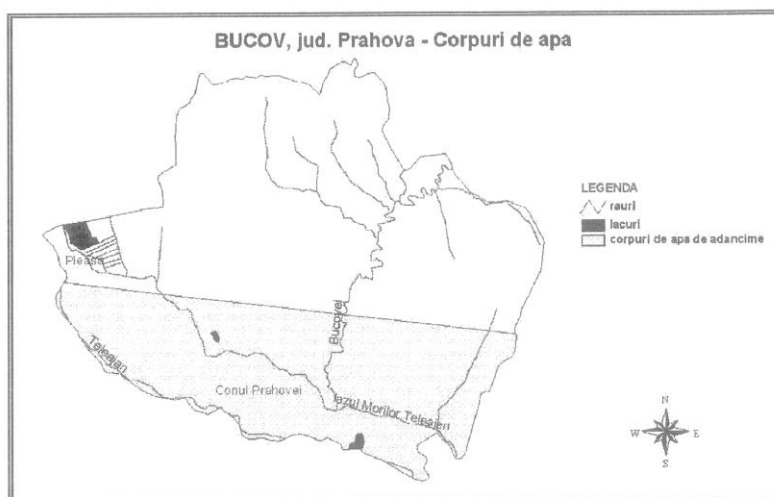 BUCOV, jud. Prahova - Corpuri de apa
LEGENDA
rauri
lacuri
corpuri de apa de adancime
Pleasa
Bucovel
Teleajan
Conul Prahovei
Iazul Morilor Teleajen
N
W
E
S